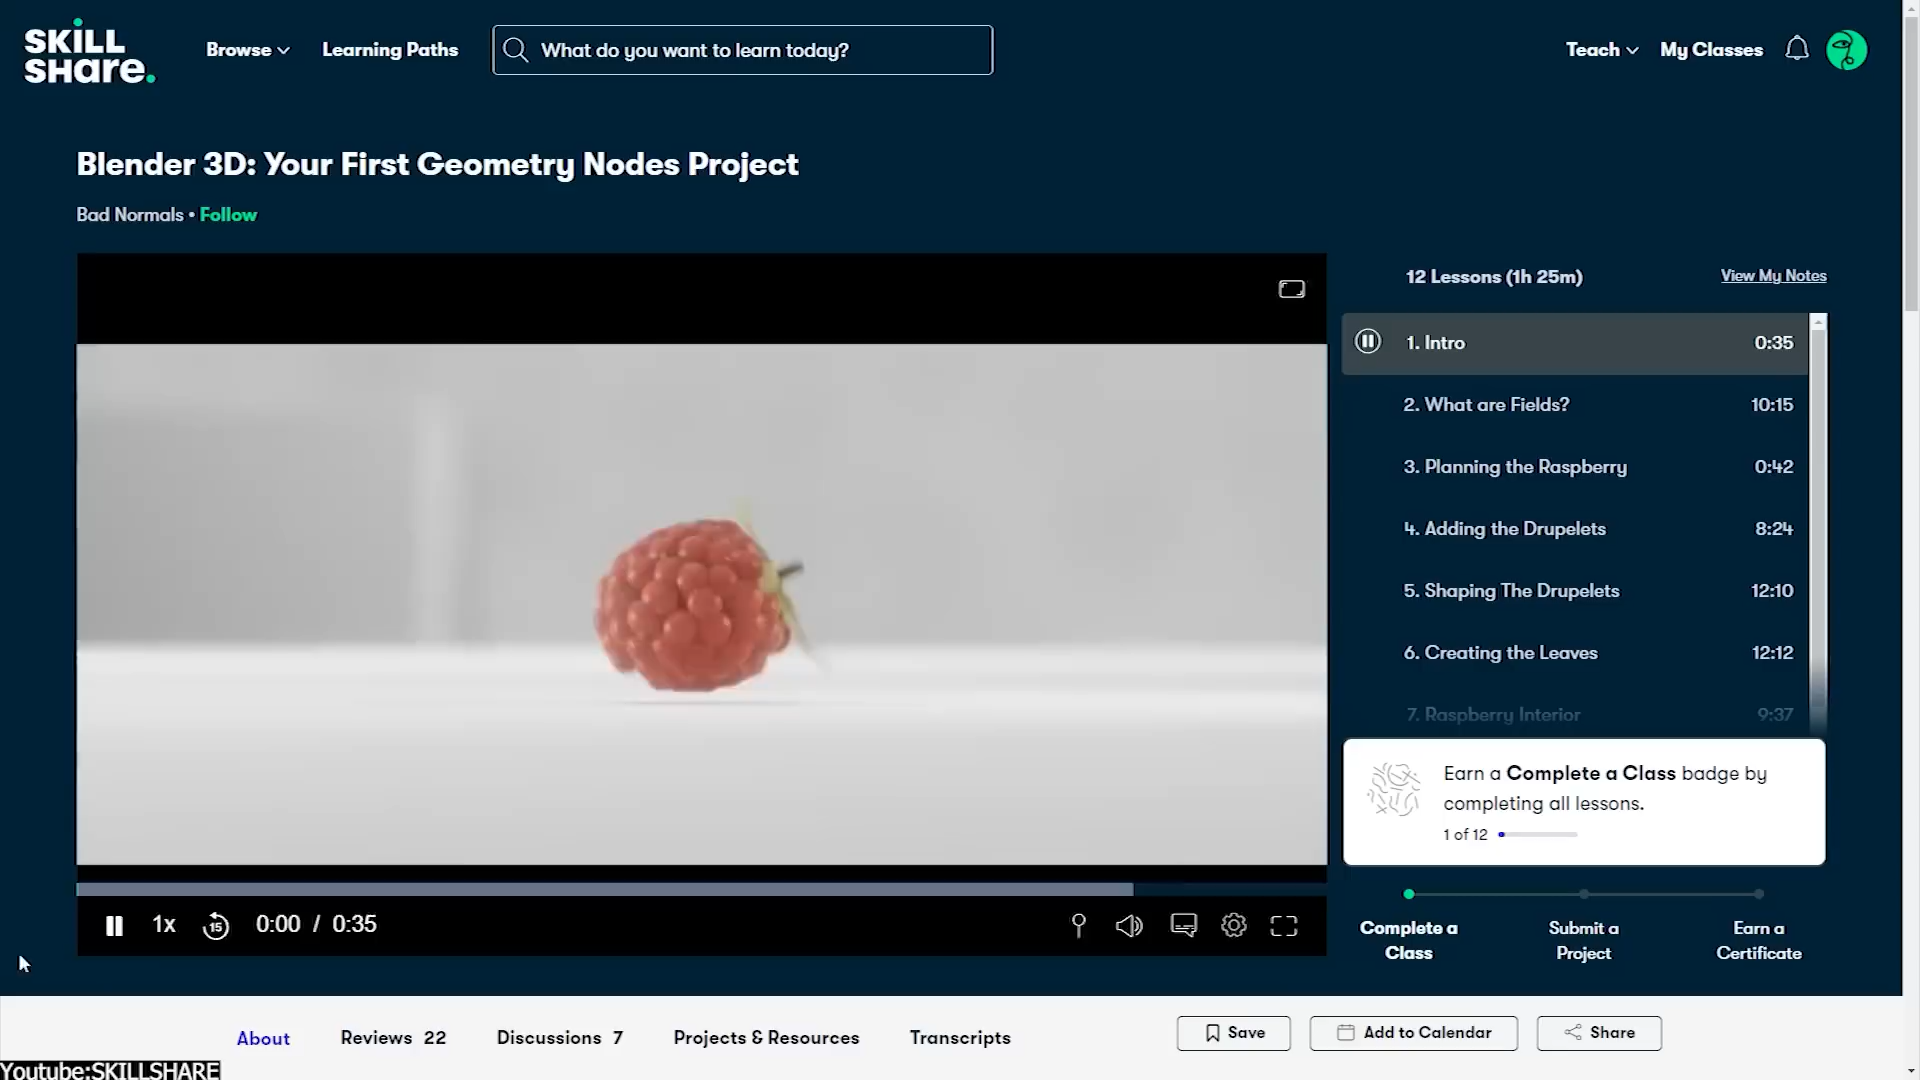 SKILL
SHare.
Browse
Learning Paths
What do you want to learn today?
Teach
My Classes
Blender 3D: Your First Geometry Nodes Project
Bad Normals • Follow
12 Lessons (1h 25m)
View My Notes
1. Intro 0:35
2. What are Fields? 10:15
3. Planning the Raspberry 0:42
4. Adding the Drupelets 8:24
5. Shaping The Drupelets 12:10
6. Creating the Leaves 12:12
7. Raspberry Interior 9:37
Earn a Complete a Class badge by
completing all lessons.
1 of 12
1x 15 0:00 / 0:35
Complete a
Class
Submit a
Project
Earn a
Certificate
About
Reviews 22
Discussions 7
Projects & Resources
Transcripts
Save
Add to Calendar
Share
Youtube:SKILLSHARE